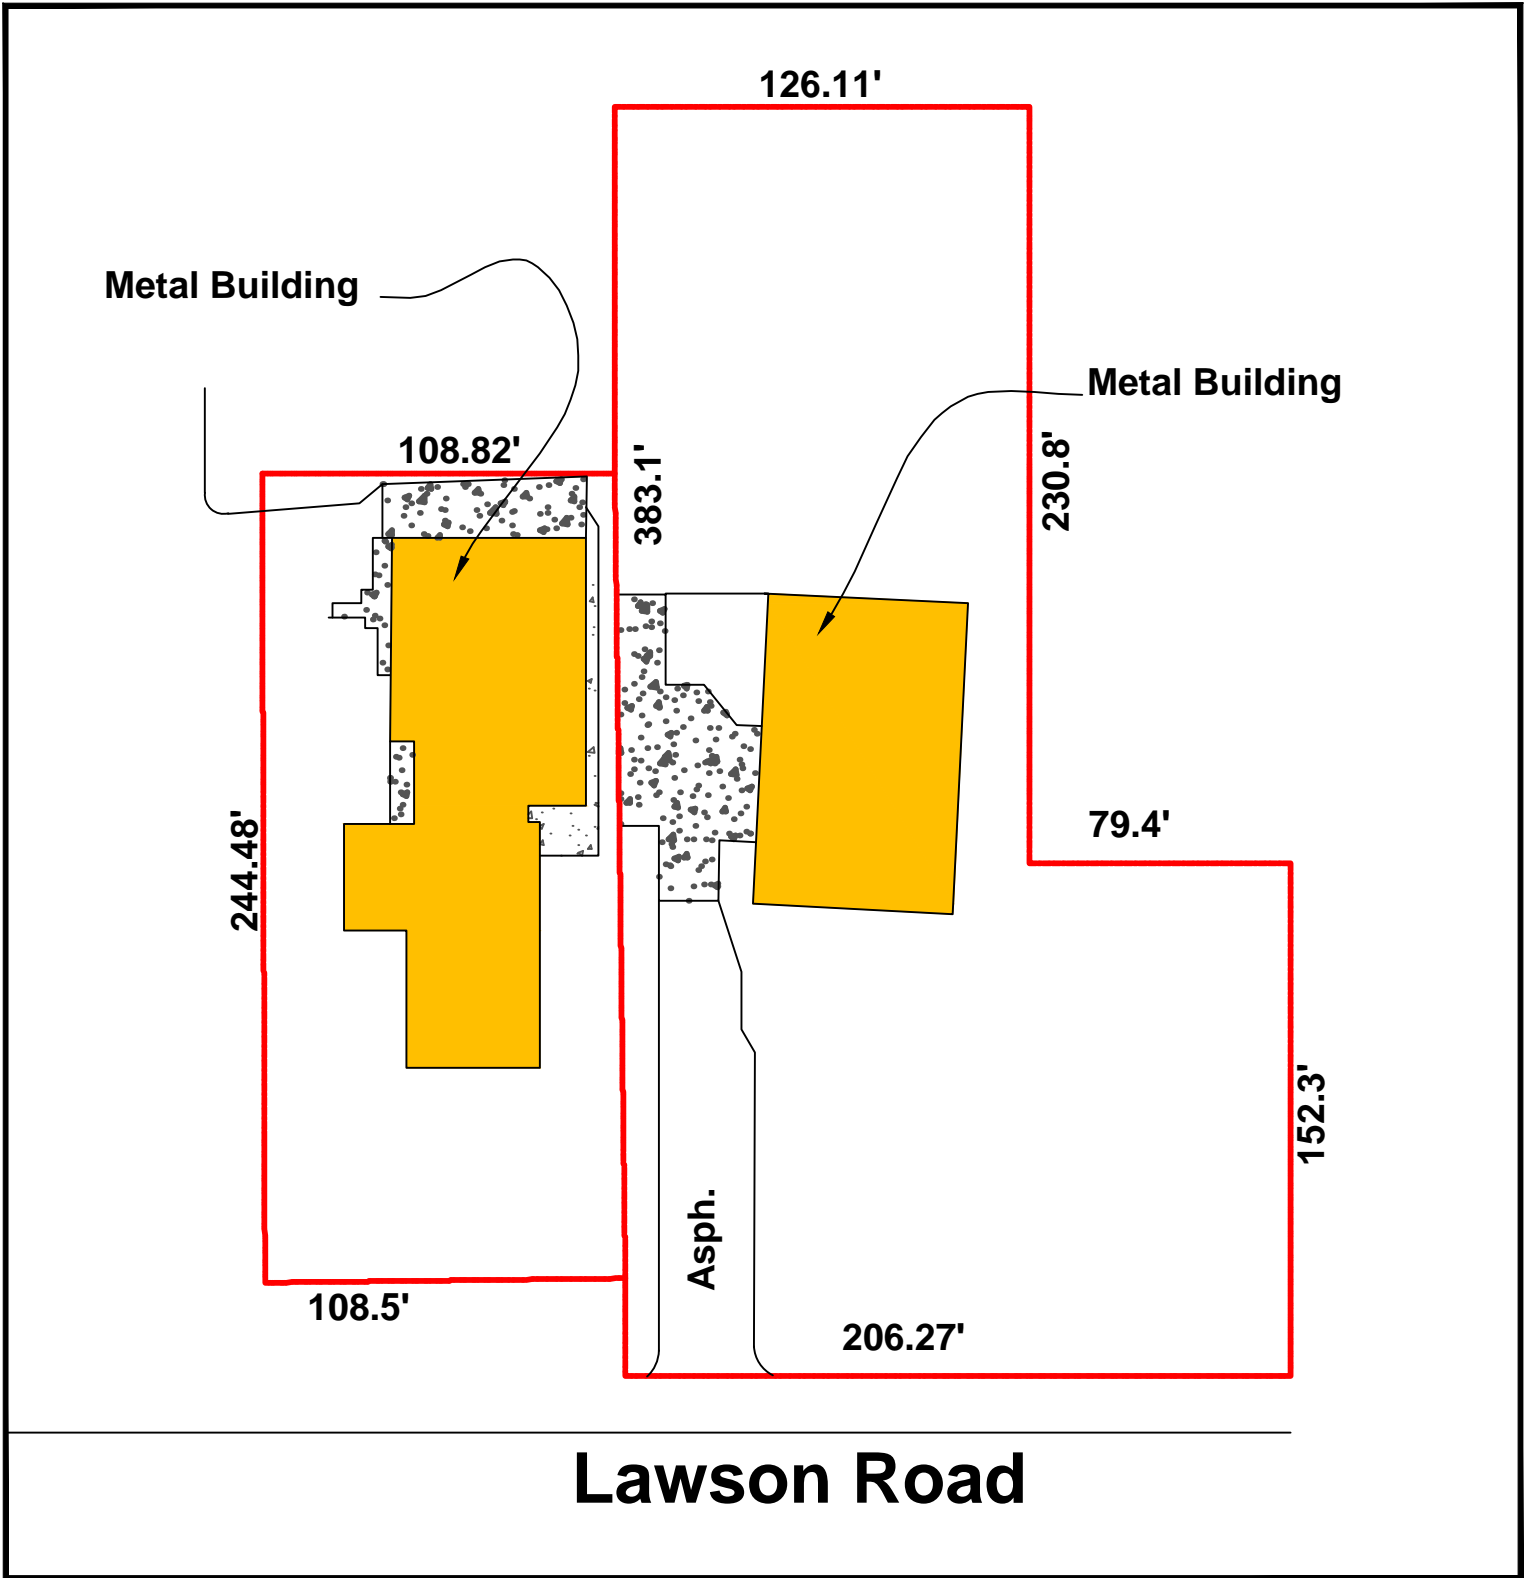 126.11'
Metal Building
Metal Building
108.82'
383.1'
230.8'
79.4'
244.48'
152.3'
Asph.
108.5'
206.27'
Lawson Road